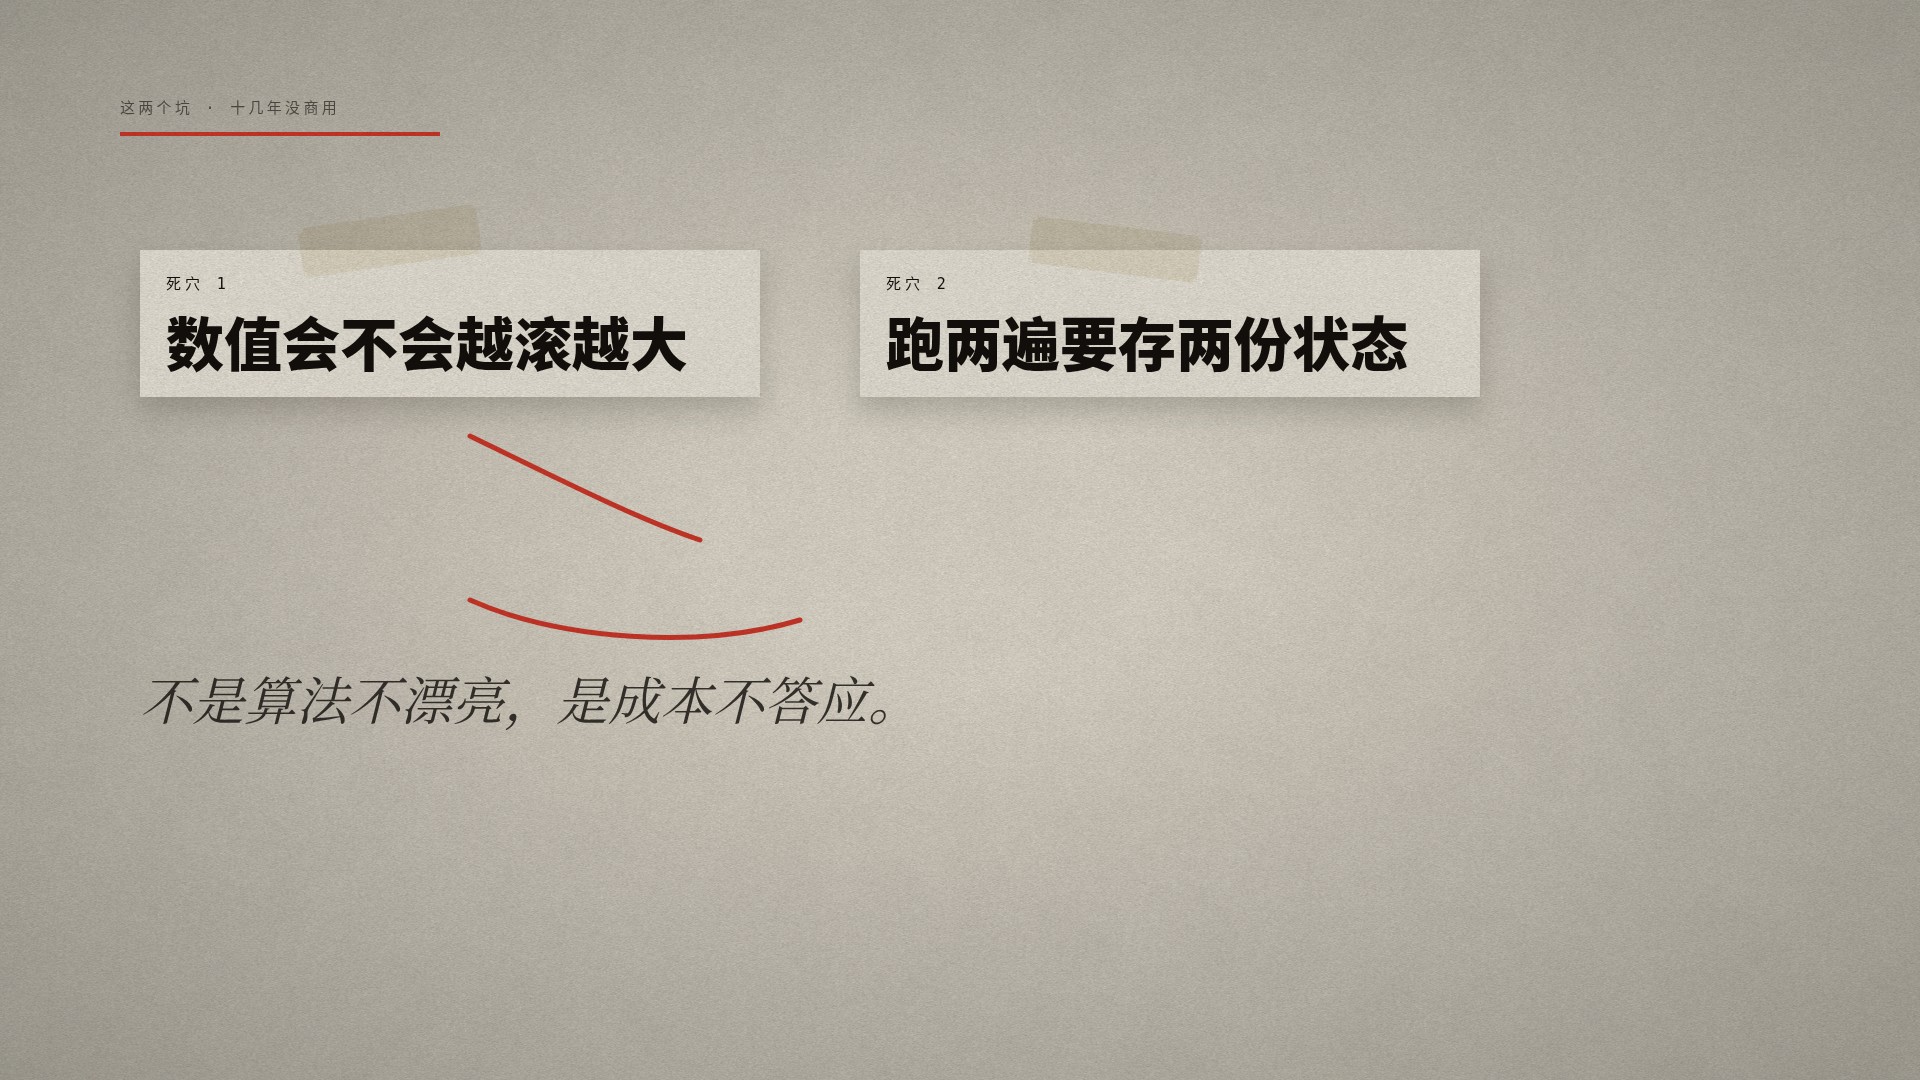 这两个坑 · 十几年没商用
死穴 1
数值会不会越滚越大
死穴 2
跑两遍要存两份状态
不是算法不漂亮，是成本不答应。